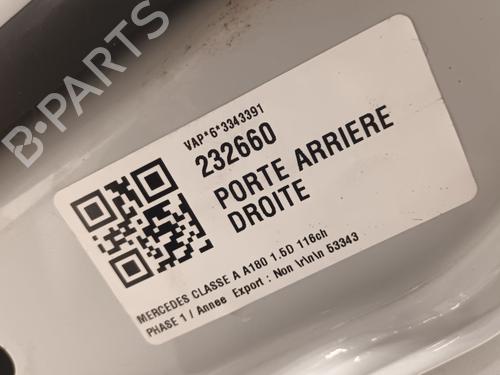 B-PARTS
VAP*6*3343391
232660
PORTE ARRIERE
DROITE
MERCEDES CLASSE A A180 1.5D 116ch
PHASE 1 / Annee Export : Non \r\n\n 53343